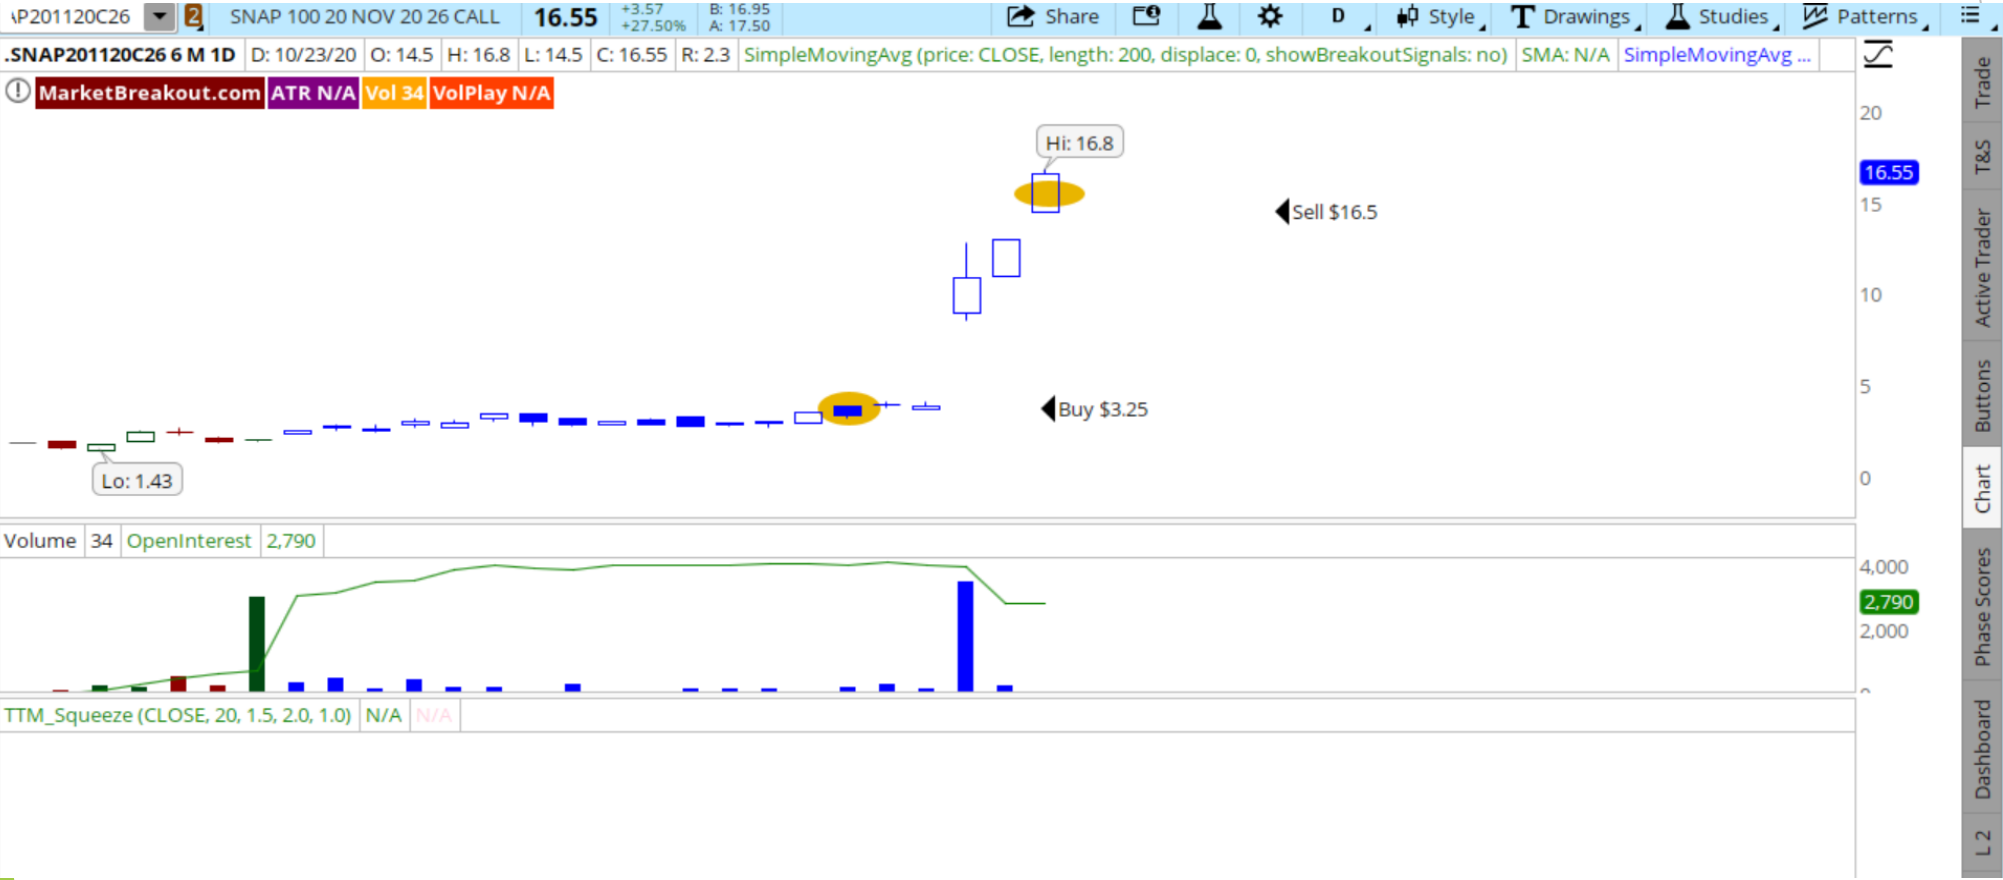 \P201120C26 2 SNAP 100 20 NOV 20 26 CALL 16.55 +3.57 +27.50% B: 16.95 A: 17.50 Share D Style Drawings Studies Patterns
.SNAP201120C26 6 M 1D D: 10/23/20 O: 14.5 H: 16.8 L: 14.5 C: 16.55 R: 2.3 SimpleMovingAvg (price: CLOSE, length: 200, displace: 0, showBreakoutSignals: no) SMA: N/A SimpleMovingAvg ...
MarketBreakout.com ATR N/A Vol 34 VolPlay N/A
20
Hi: 16.8
16.55
15
Sell $16.5
10
5
Buy $3.25
Lo: 1.43
0
Volume 34 OpenInterest 2,790
4,000
2,790
2,000
TTM_Squeeze (CLOSE, 20, 1.5, 2.0, 1.0) N/A N/A
Trade
T&S
Active Trader
Buttons
Chart
Phase Scores
Dashboard
L 2